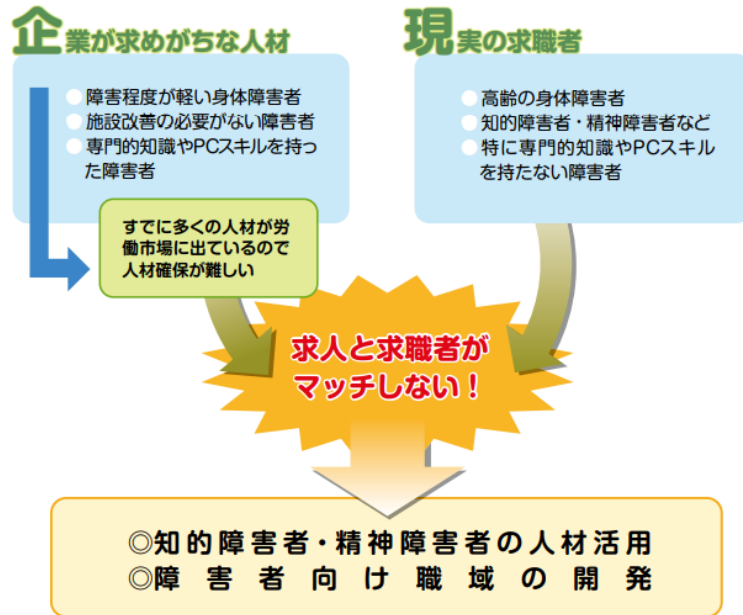 企業が求めがちな人材
●障害程度が軽い身体障害者
●施設改善の必要がない障害者
●専門的知識やPCスキルを持っ
た障害者
すでに多くの人材が労
働市場に出ているので
人材確保が難しい
現実の求職者
●高齢の身体障害者
●知的障害者・精神障害者など
●特に専門的知識やPCスキル
を持たない障害者
求人と求職者が
マッチしない！
◎知的障害者・精神障害者の人材活用
◎障害者向け職域の開発